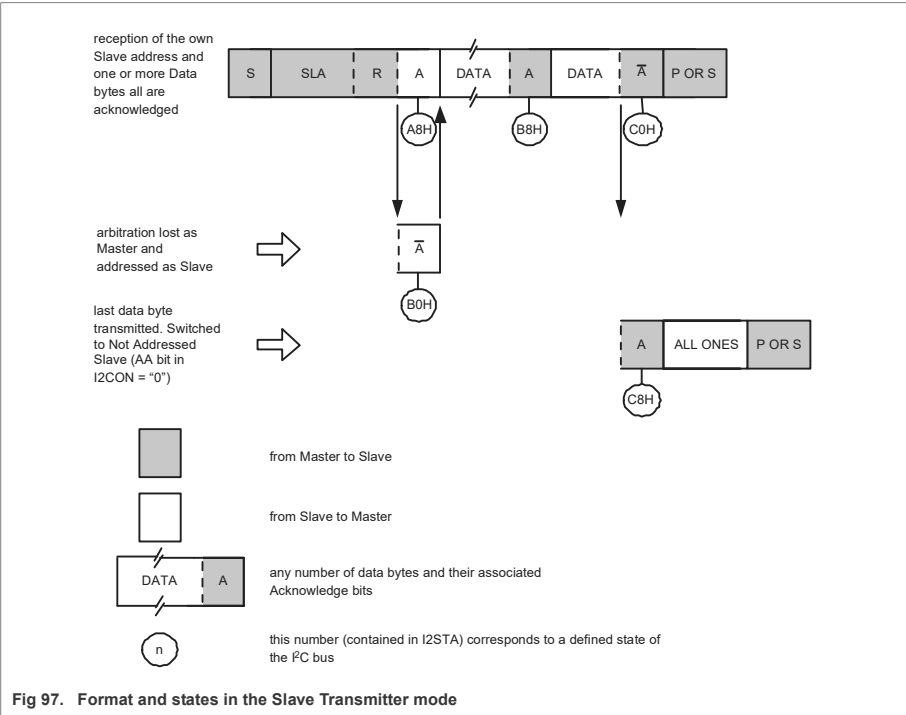 reception of the own
Slave address and
one or more Data
bytes all are
acknowledged
S SLA R A DATA A DATA A̅ P OR S
A8H B8H C0H
arbitration lost as
Master and
addressed as Slave
A̅
B0H
last data byte
transmitted. Switched
to Not Addressed
Slave (AA bit in
I2CON = “0”)
A ALL ONES P OR S
C8H
from Master to Slave
from Slave to Master
DATA A
any number of data bytes and their associated
Acknowledge bits
n
this number (contained in I2STA) corresponds to a defined state of
the I²C bus
Fig 97. Format and states in the Slave Transmitter mode